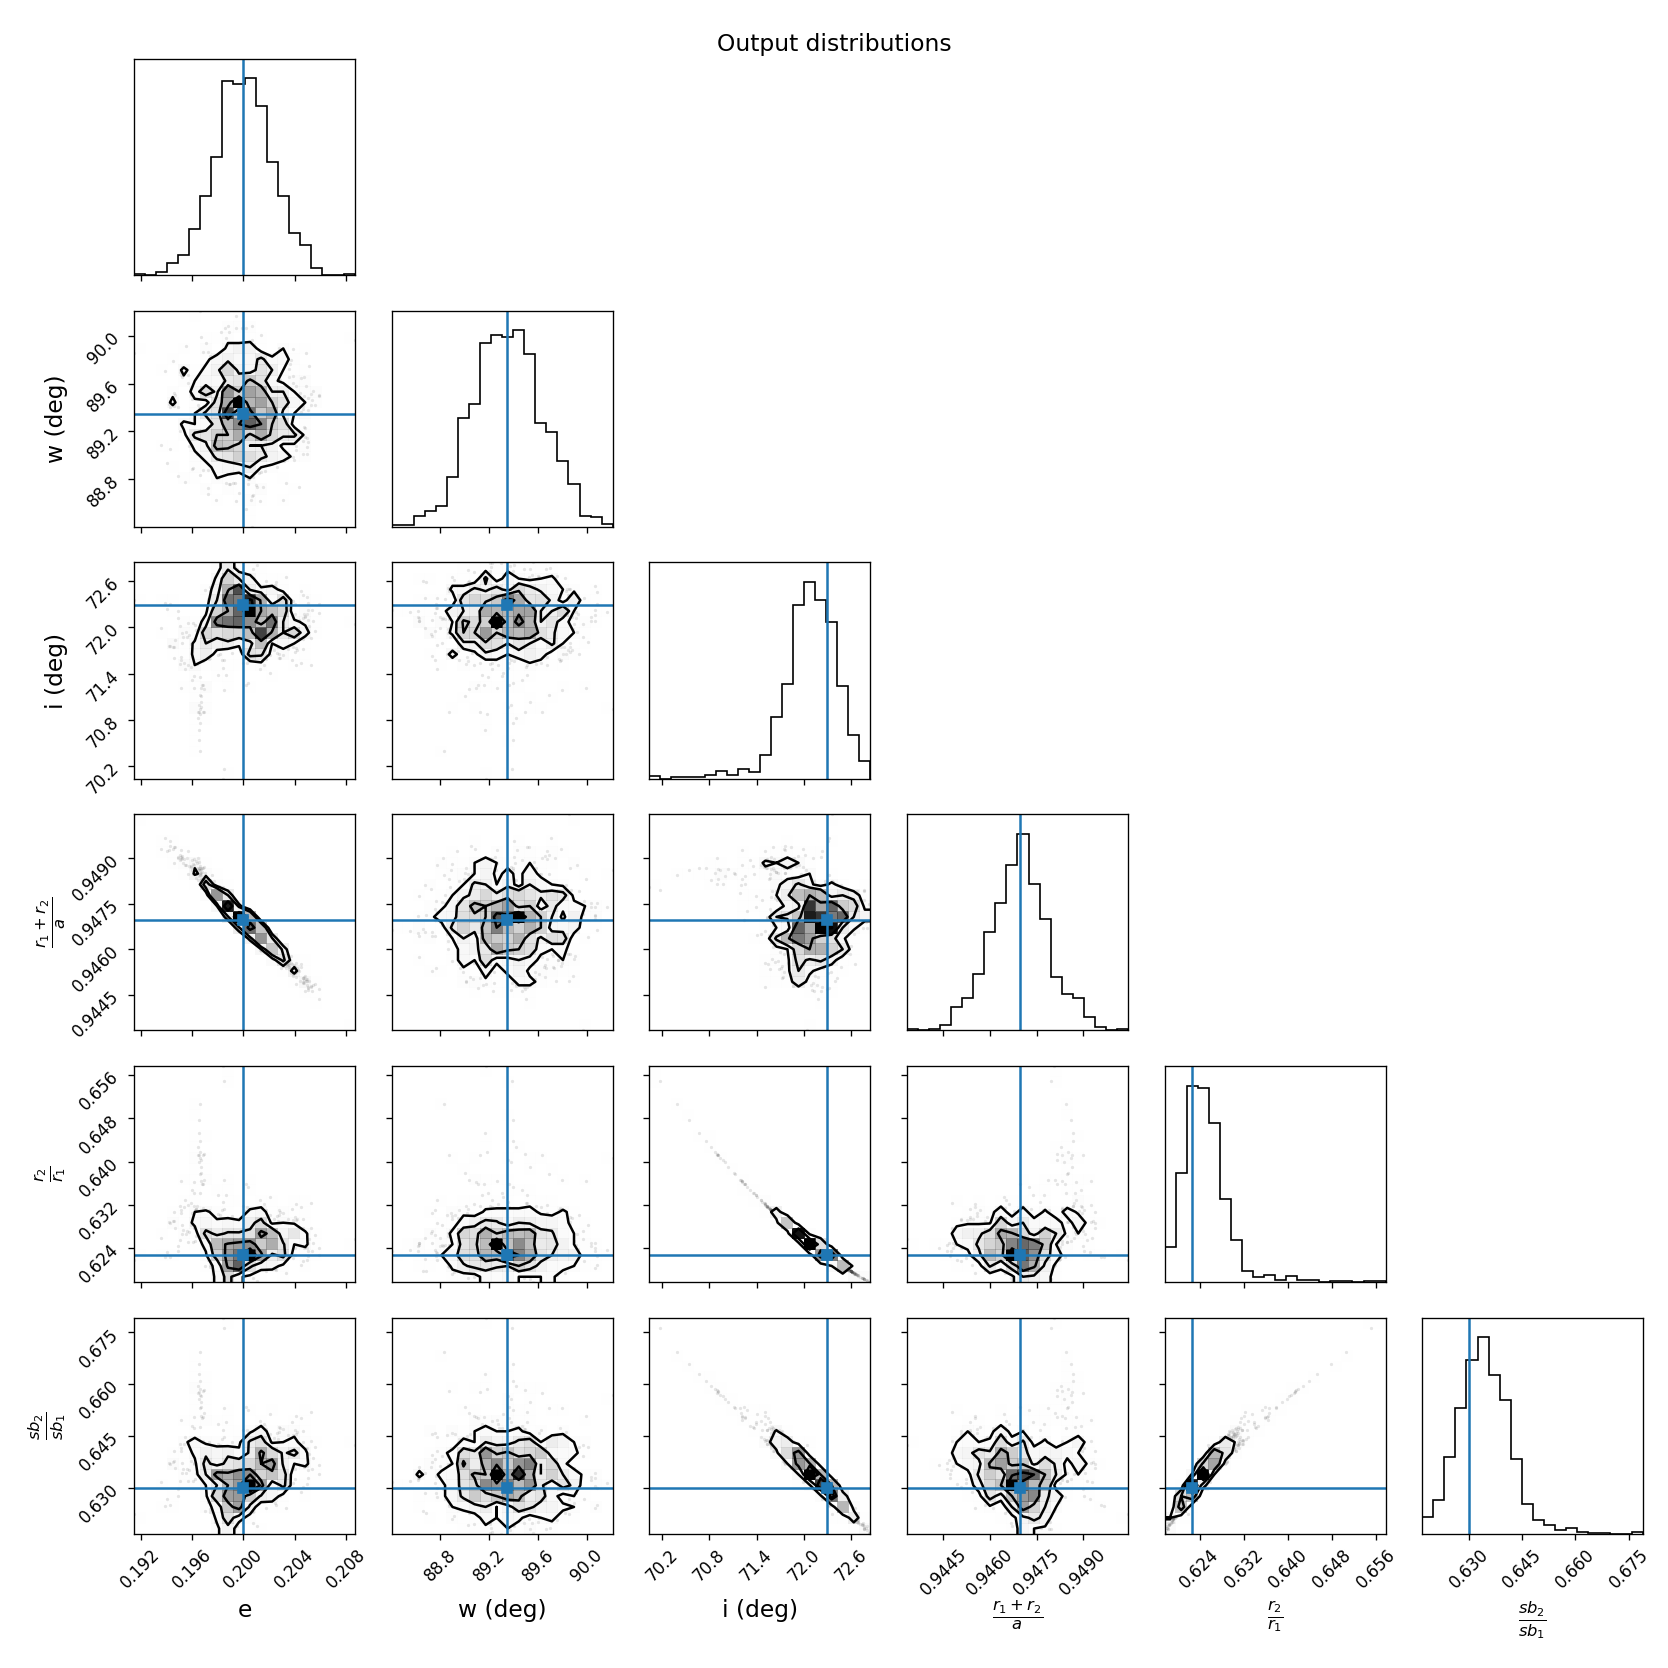 Output distributions
w (deg)
90.0
89.6
89.2
88.8
i (deg)
72.6
72.0
71.4
70.8
70.2
r₁ + r₂
a
0.9490
0.9475
0.9460
0.9445
r₂
r₁
0.656
0.648
0.640
0.632
0.624
sb₂
sb₁
0.675
0.660
0.645
0.630
0.192 0.196 0.200 0.204 0.208 88.8 89.2 89.6 90.0 70.2 70.8 71.4 72.0 72.6 0.9445 0.9460 0.9475 0.9490 0.624 0.632 0.640 0.648 0.656 0.630 0.645 0.660 0.675
e w (deg) i (deg) r₁ + r₂ r₂ sb₂
a r₁ sb₁